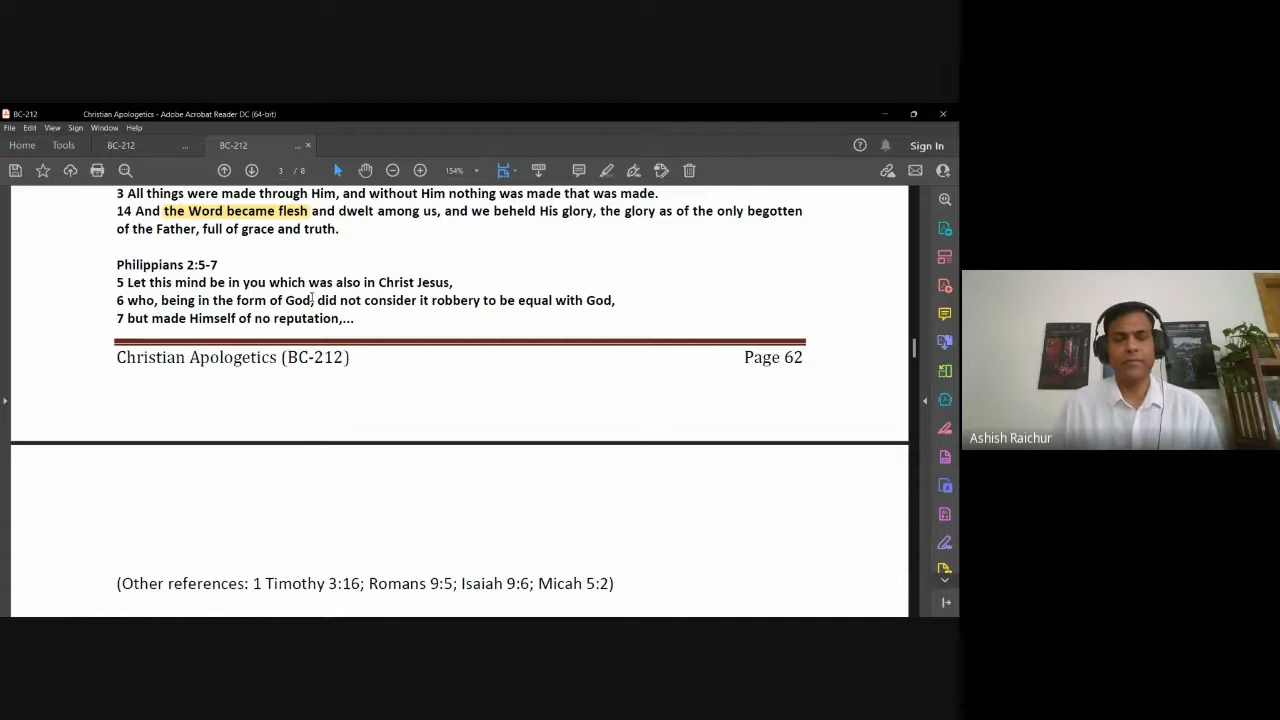 BC-212 Christian Apologetics - Adobe Acrobat Reader DC (64-bit)
File Edit View Sign Window Help
Home Tools BC-212 ... BC-212 ... × Sign In
3 / 8 154%
3 All things were made through Him, and without Him nothing was made that was made.
14 And the Word became flesh and dwelt among us, and we beheld His glory, the glory as of the only begotten
of the Father, full of grace and truth.
Philippians 2:5-7
5 Let this mind be in you which was also in Christ Jesus,
6 who, being in the form of God, did not consider it robbery to be equal with God,
7 but made Himself of no reputation,...
Christian Apologetics (BC-212) Page 62
(Other references: 1 Timothy 3:16; Romans 9:5; Isaiah 9:6; Micah 5:2)
Ashish Raichur